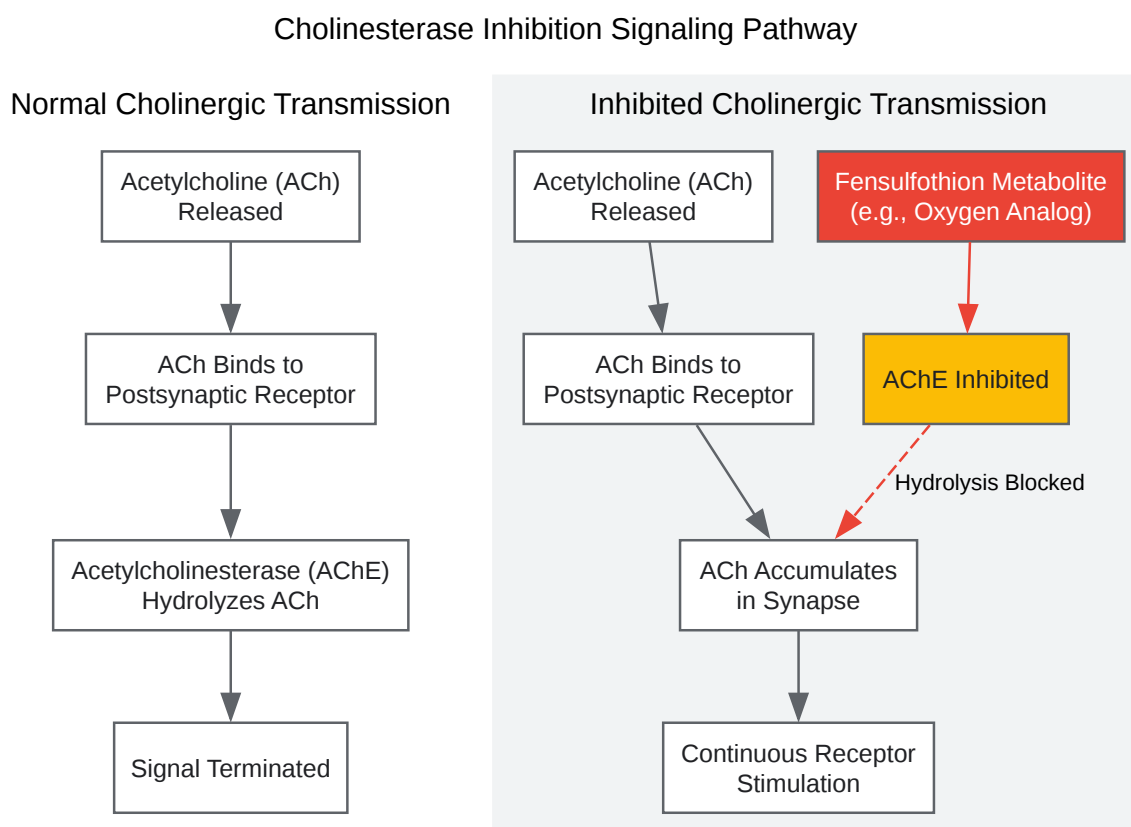 Cholinesterase Inhibition Signaling Pathway
Normal Cholinergic Transmission
Acetylcholine (ACh)
Released
ACh Binds to
Postsynaptic Receptor
Acetylcholinesterase (AChE)
Hydrolyzes ACh
Signal Terminated
Inhibited Cholinergic Transmission
Acetylcholine (ACh)
Released
Fensulfothion Metabolite
(e.g., Oxygen Analog)
ACh Binds to
Postsynaptic Receptor
AChE Inhibited
Hydrolysis Blocked
ACh Accumulates
in Synapse
Continuous Receptor
Stimulation